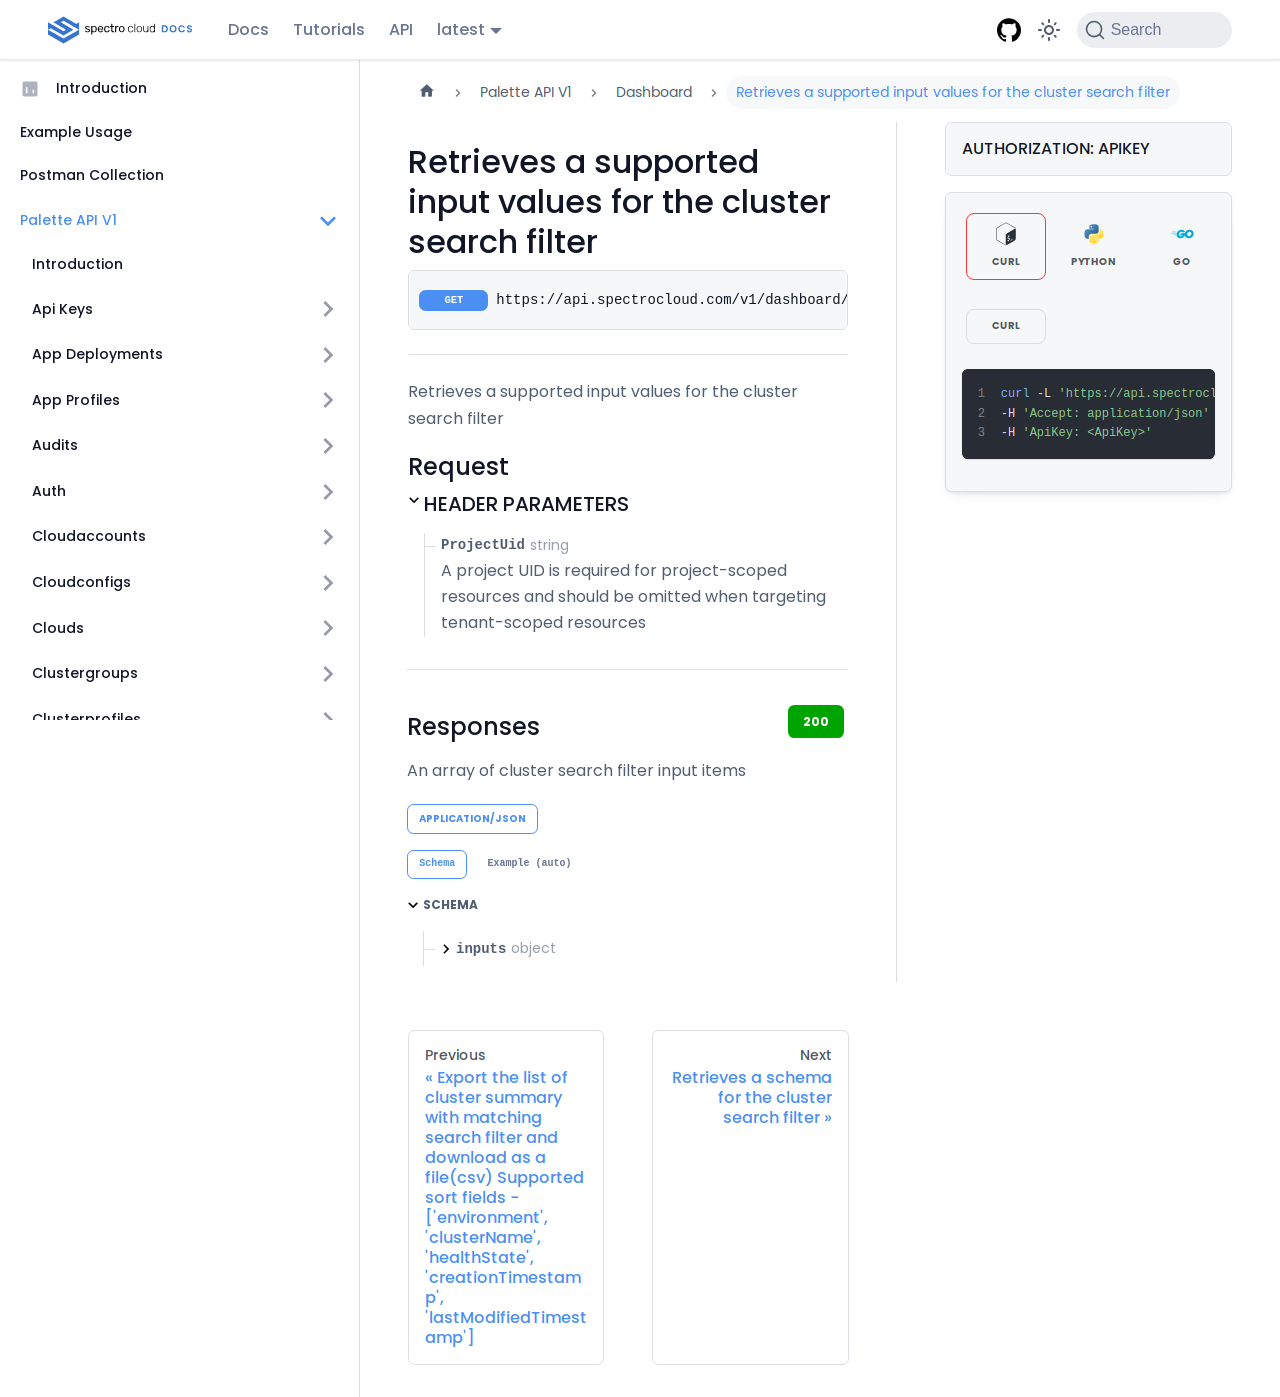 spectro cloud DOCS
Docs
Tutorials
API
latest
Search
Introduction
Example Usage
Postman Collection
Palette API V1
Introduction
Api Keys
App Deployments
App Profiles
Audits
Auth
Cloudaccounts
Cloudconfigs
Clouds
Clustergroups
Clusterprofiles
Palette API V1
Dashboard
Retrieves a supported input values for the cluster search filter
Retrieves a supported
input values for the cluster
search filter
GET https://api.spectrocloud.com/v1/dashboard/
Retrieves a supported input values for the cluster
search filter
Request
HEADER PARAMETERS
ProjectUid string
A project UID is required for project-scoped
resources and should be omitted when targeting
tenant-scoped resources
Responses
200
An array of cluster search filter input items
APPLICATION/JSON
Schema
Example (auto)
SCHEMA
inputs object
AUTHORIZATION: APIKEY
CURL
PYTHON
GO
CURL
1 curl -L 'https://api.spectrocl
2 -H 'Accept: application/json'
3 -H 'ApiKey: <ApiKey>'
Previous
« Export the list of
cluster summary
with matching
search filter and
download as a
file(csv) Supported
sort fields -
['environment',
'clusterName',
'healthState',
'creationTimestam
p',
'lastModifiedTimest
amp']
Next
Retrieves a schema
for the cluster
search filter »